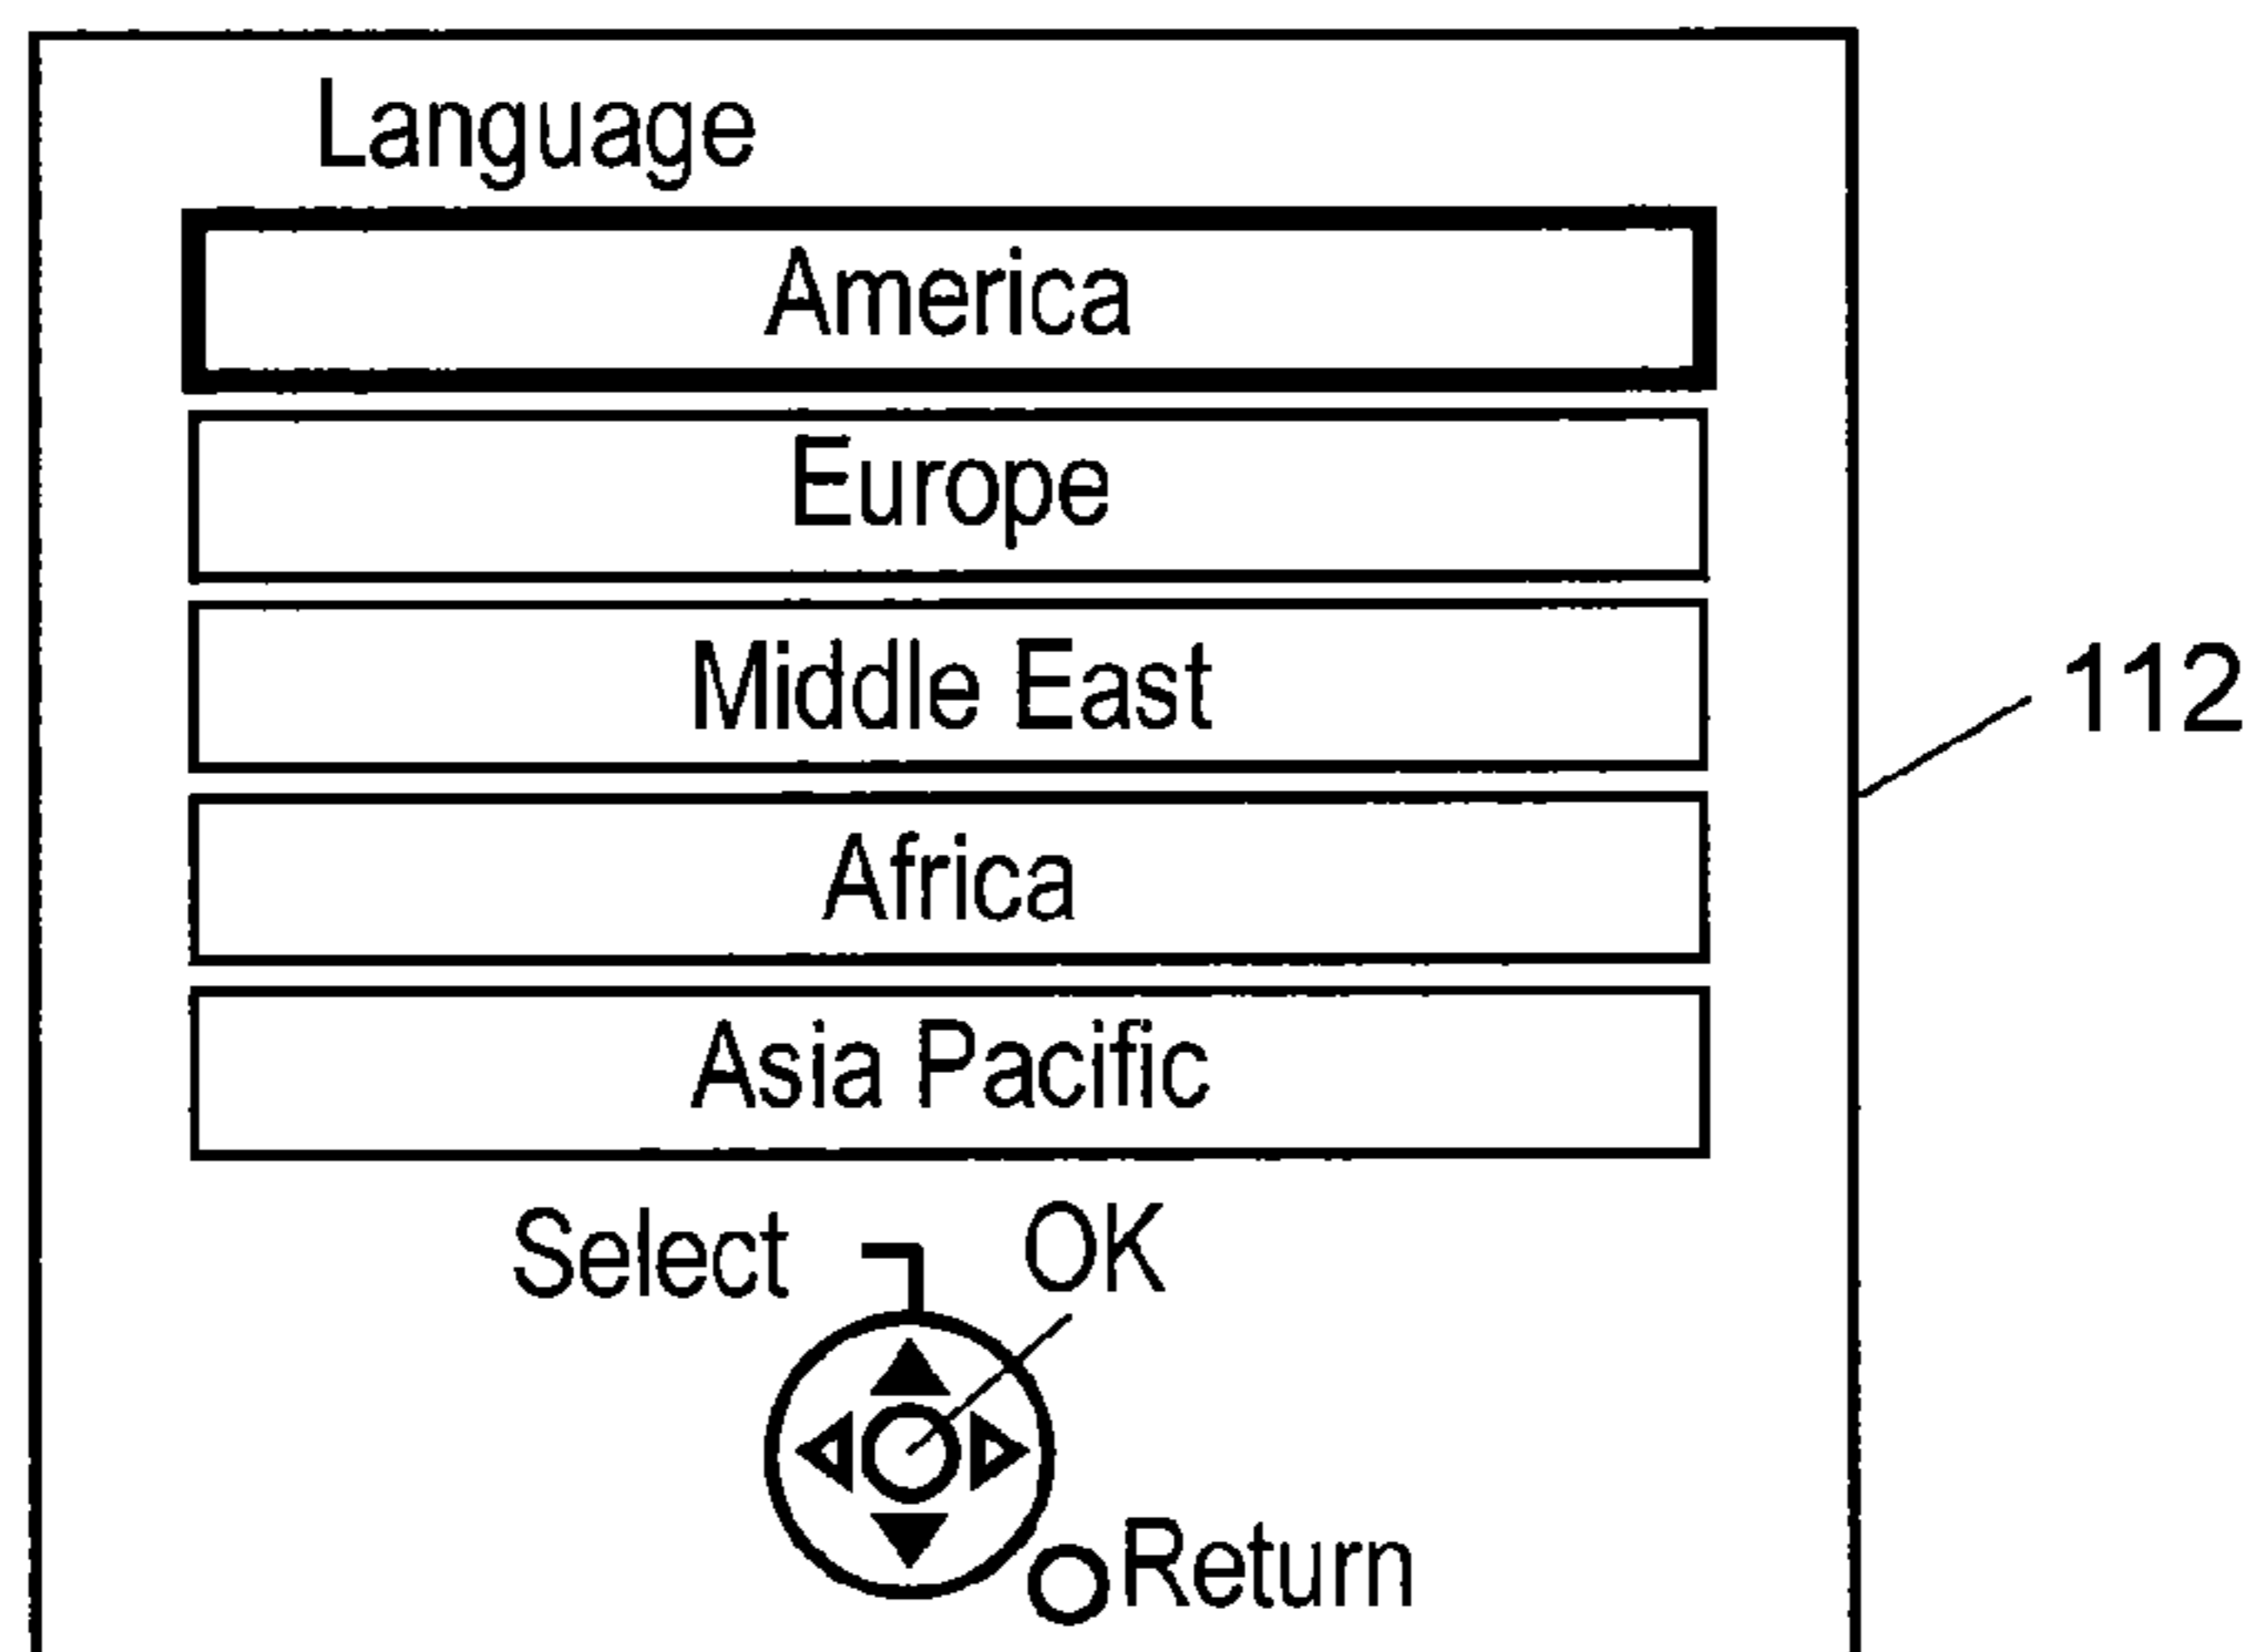 Language
America
Europe
Middle East
112
Africa
Asia Pacific
Select OK
Return